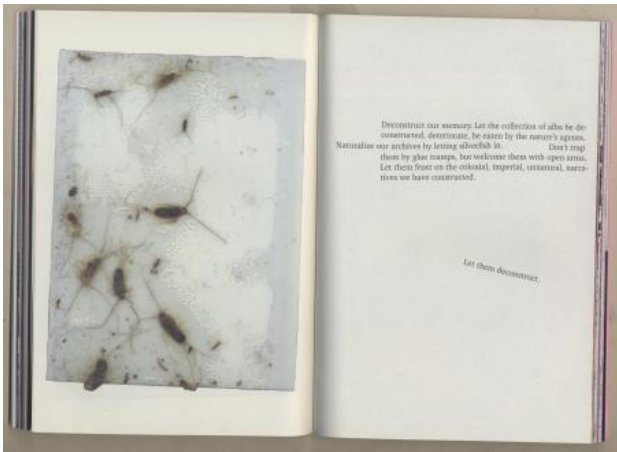 Deconstruct our memory. Let the collection of albs be de-
constructed, deteriorate, be eaten by the nature's agents.
Naturalize our archives by letting silverfish in. Don't trap
them by glue tramps, but welcome them with open arms.
Let them feast on the colonial, imperial, unnatural, narra-
tives we have constructed.
Let them deconstruct.